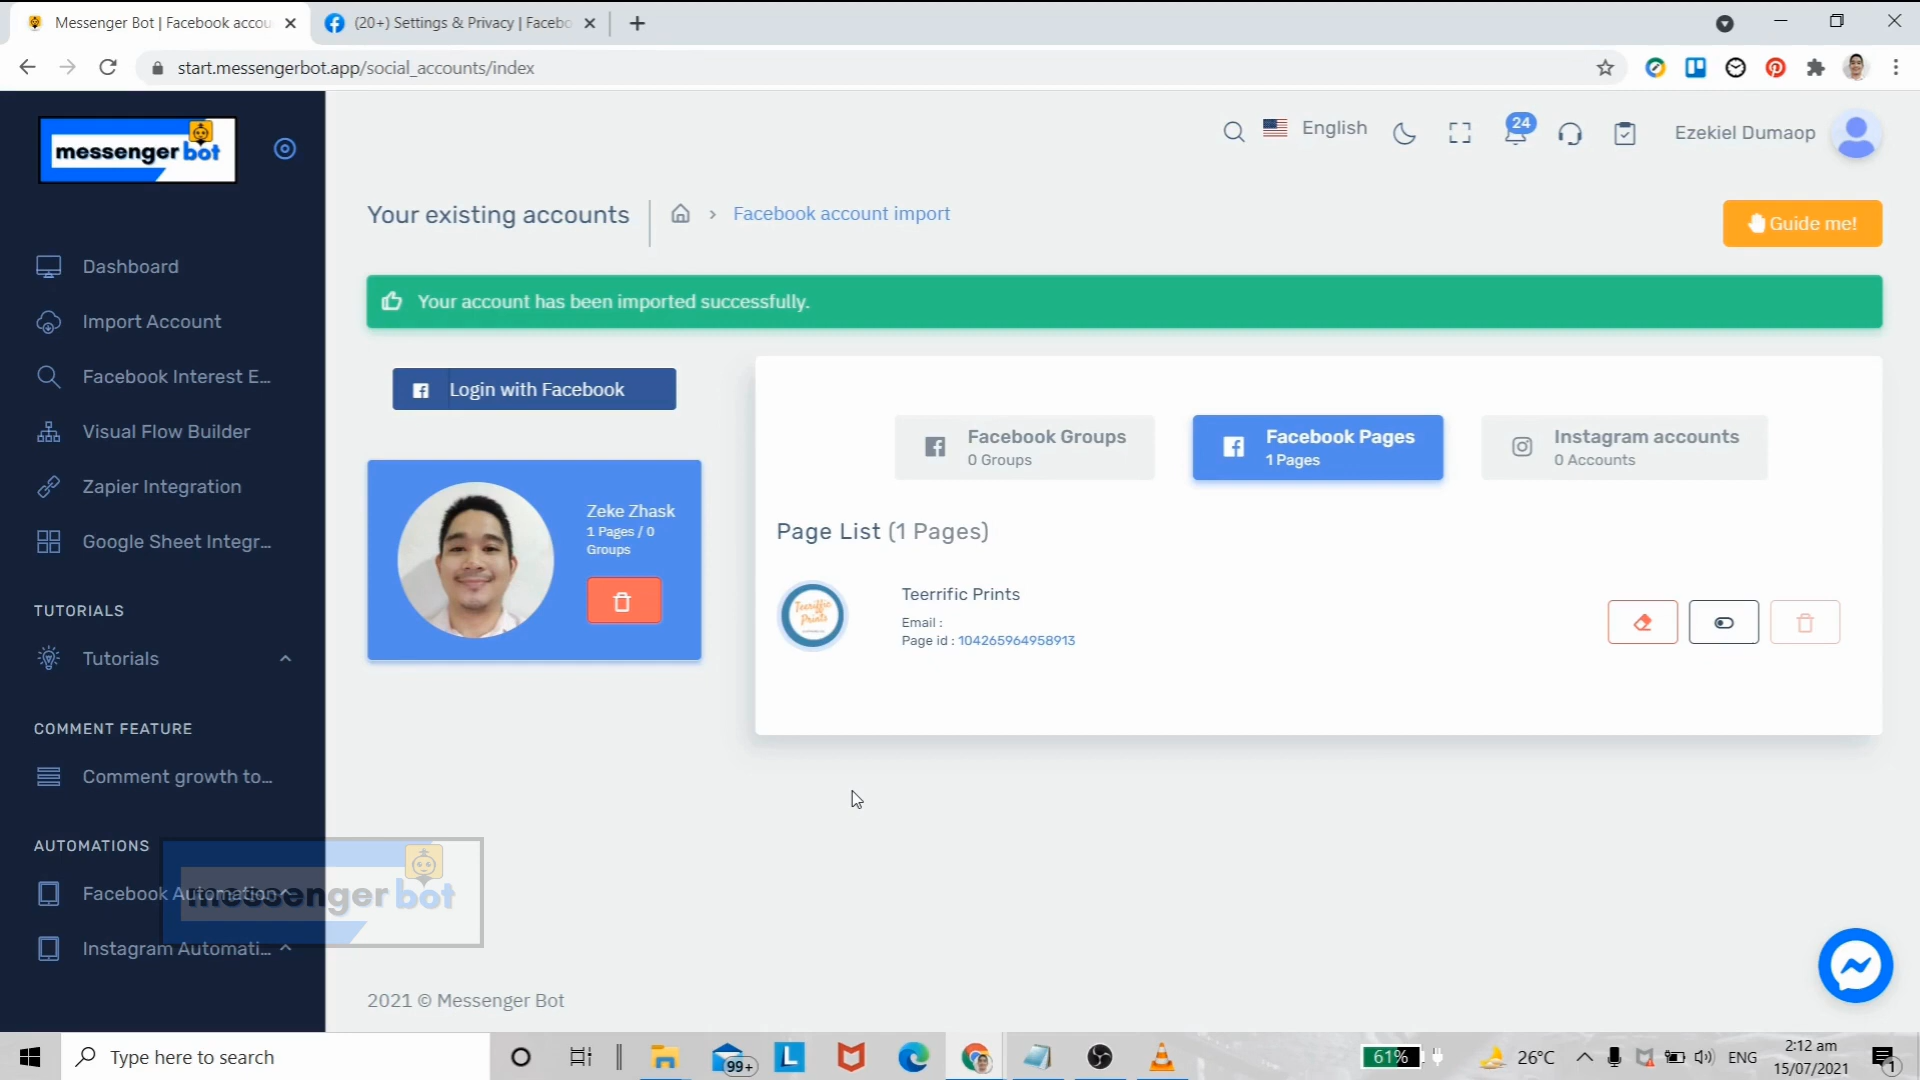 Messenger Bot | Facebook accou
(20+) Settings & Privacy | Facebo
start.messengerbot.app/social_accounts/index
messenger bot
24
English
Ezekiel Dumaop
Your existing accounts
Facebook account import
Guide me!
Your account has been imported successfully.
Dashboard
Import Account
Facebook Interest E...
Visual Flow Builder
Zapier Integration
Google Sheet Integr...
TUTORIALS
Tutorials
COMMENT FEATURE
Comment growth to...
AUTOMATIONS
Facebook Automation
Instagram Automati...
messenger bot
Login with Facebook
Zeke Zhask
1 Pages / 0
Groups
Facebook Groups
0 Groups
Facebook Pages
1 Pages
Instagram accounts
0 Accounts
Page List (1 Pages)
Teerrific
Prints
Teerrific Prints
Email :
Page id : 104265964958913
2021 © Messenger Bot
Type here to search
99+
L
61%
26°C
ENG
2:12 am
15/07/2021
1